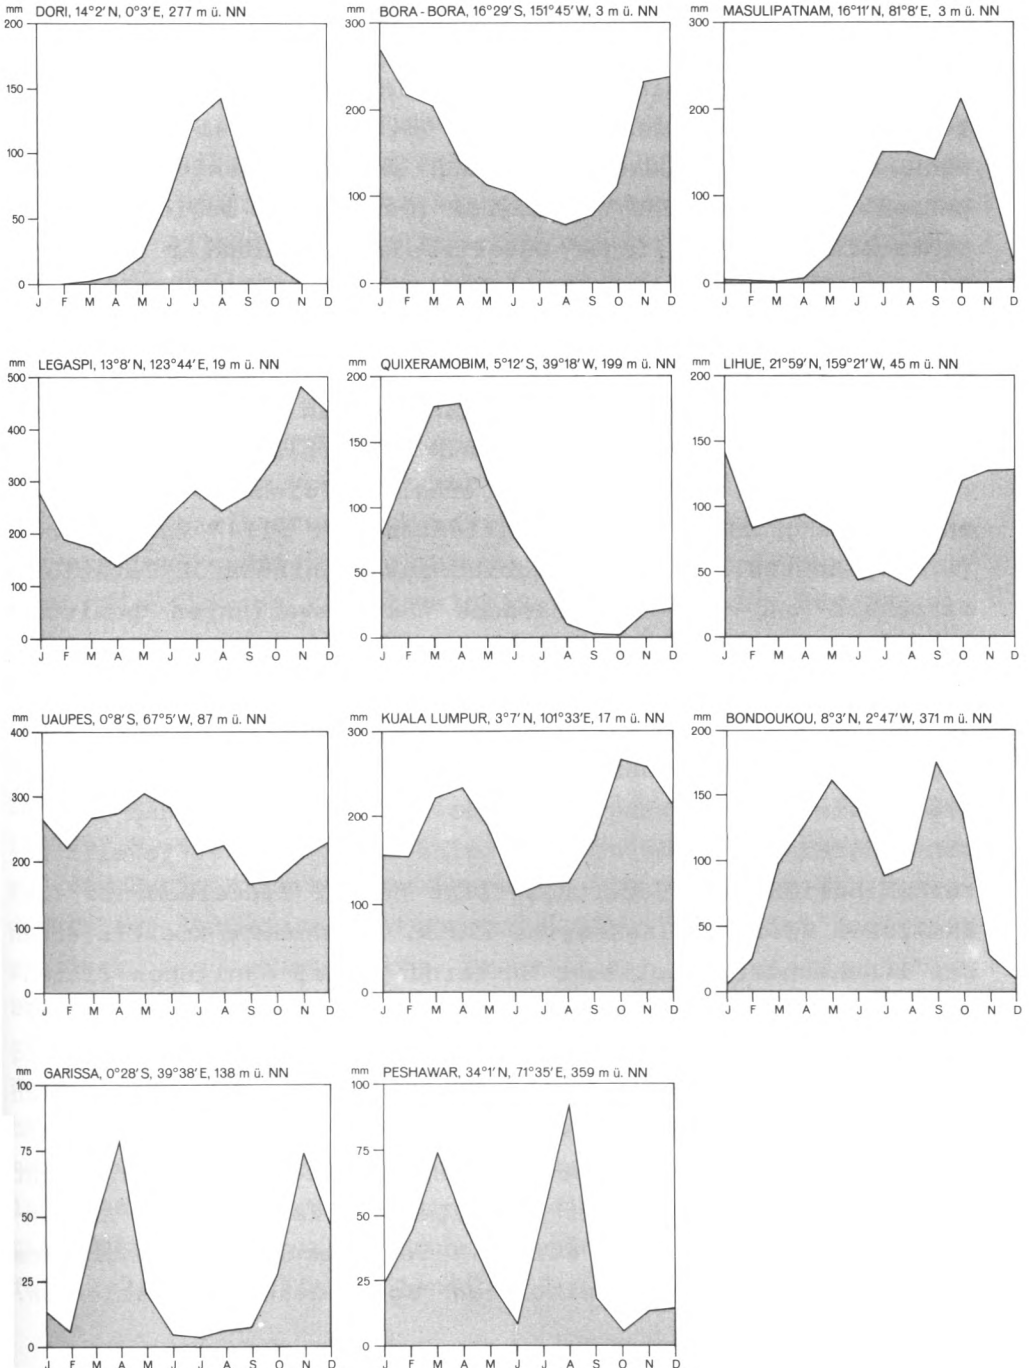 mm DORI, 14°2′N, 0°3′E, 277 m ü. NN
200
150
100
50
0
J F M A M J J A S O N D
mm BORA-BORA, 16°29′S, 151°45′W, 3 m ü. NN
300
200
100
0
J F M A M J J A S O N D
mm MASULIPATNAM, 16°11′N, 81°8′E, 3 m ü. NN
300
200
100
0
J F M A M J J A S O N D
LEGASPI, 13°8′N, 123°44′E, 19 m ü. NN
500
400
300
200
100
0
J F M A M J J A S O N D
mm QUIXERAMOBIM, 5°12′S, 39°18′W, 199 m ü. NN
200
150
100
50
0
J F M A M J J A S O N D
mm LIHUE, 21°59′N, 159°21′W, 45 m ü. NN
200
150
100
50
0
J F M A M J J A S O N D
mm UAUPES, 0°8′S, 67°5′W, 87 m ü. NN
400
300
200
100
0
J F M A M J J A S O N D
mm KUALA LUMPUR, 3°7′N, 101°33′E, 17 m ü. NN
300
200
100
0
J F M A M J J A S O N D
mm BONDOUKOU, 8°3′N, 2°47′W, 371 m ü. NN
200
150
100
50
0
J F M A M J J A S O N D
mm GARISSA, 0°28′S, 39°38′E, 138 m ü. NN
100
75
50
25
0
J F M A M J J A S O N D
mm PESHAWAR, 34°1′N, 71°35′E, 359 m ü. NN
100
75
50
25
0
J F M A M J J A S O N D